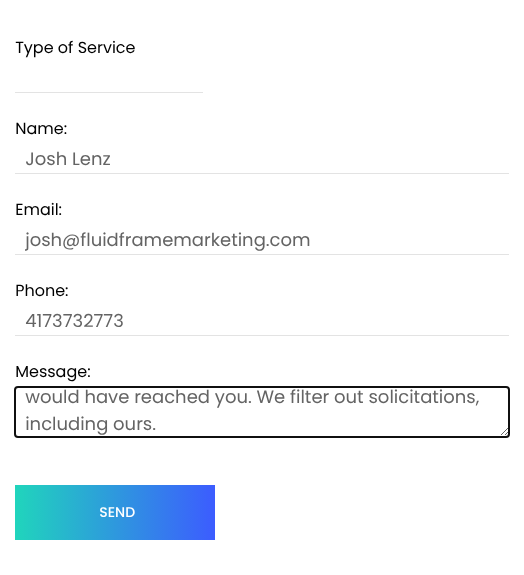 Type of Service
Name:
Josh Lenz
Email:
josh@fluidframemarketing.com
Phone:
4173732773
Message:
would have reached you. We filter out solicitations,
including ours.
SEND